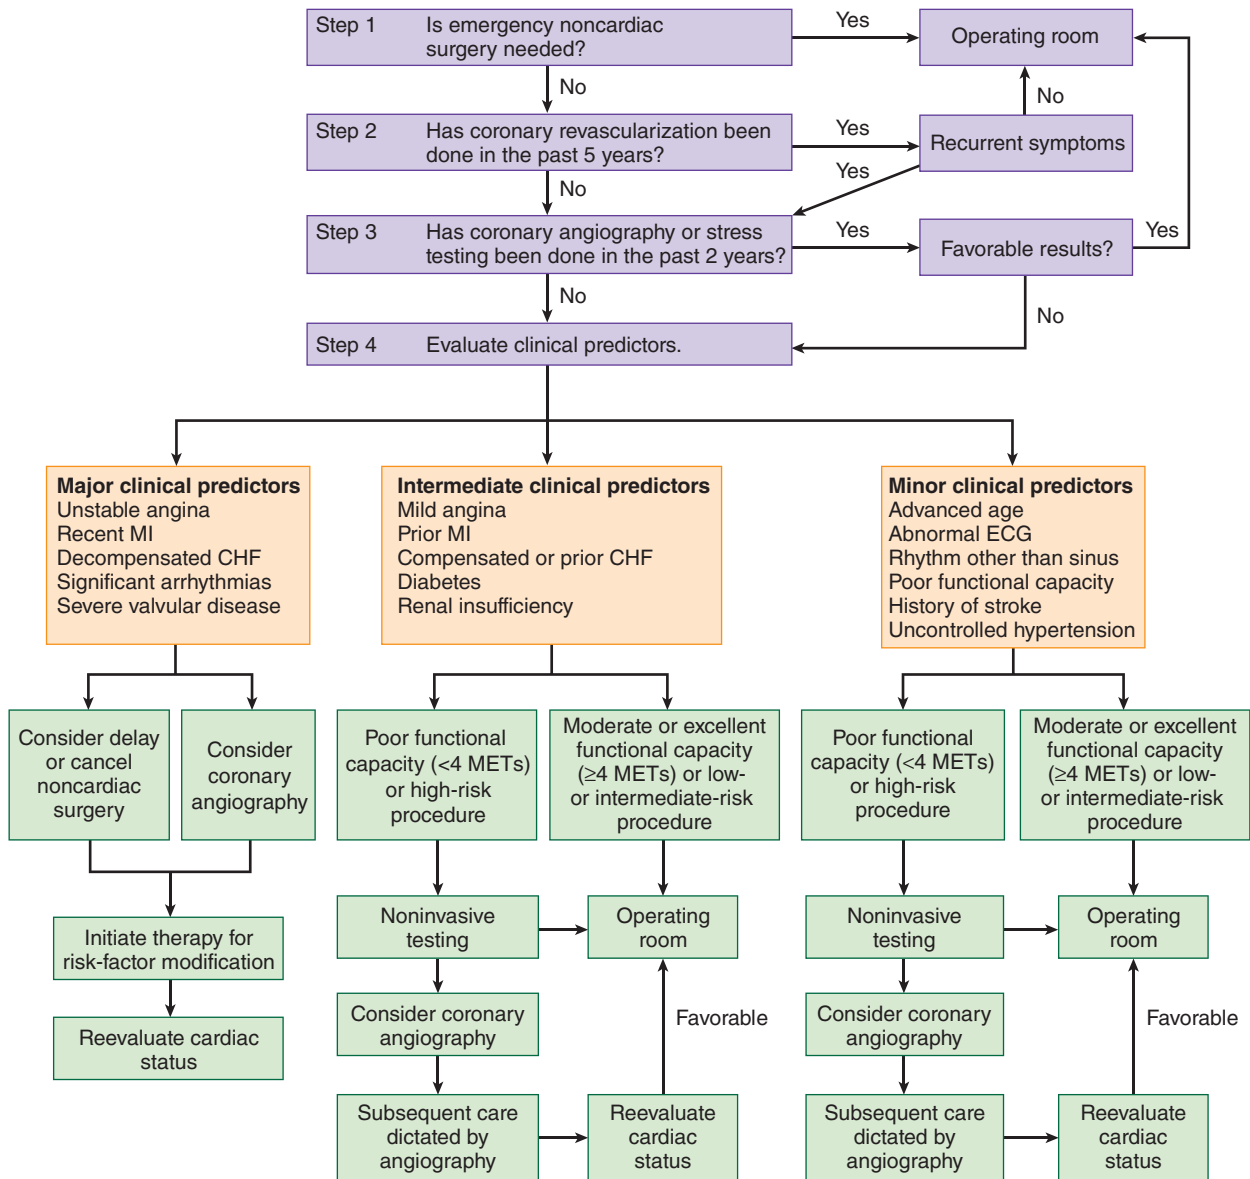 Step 1
Is emergency noncardiac
surgery needed?
Yes
Operating room
No
No
Step 2
Has coronary revascularization been
done in the past 5 years?
Yes
Recurrent symptoms
Yes
No
Step 3
Has coronary angiography or stress
testing been done in the past 2 years?
Yes
Favorable results?
Yes
No
No
Step 4
Evaluate clinical predictors.
Major clinical predictors
Unstable angina
Recent MI
Decompensated CHF
Significant arrhythmias
Severe valvular disease
Intermediate clinical predictors
Mild angina
Prior MI
Compensated or prior CHF
Diabetes
Renal insufficiency
Minor clinical predictors
Advanced age
Abnormal ECG
Rhythm other than sinus
Poor functional capacity
History of stroke
Uncontrolled hypertension
Consider delay
or cancel
noncardiac
surgery
Consider
coronary
angiography
Initiate therapy for
risk-factor modification
Reevaluate cardiac
status
Poor functional
capacity (<4 METs)
or high-risk
procedure
Moderate or excellent
functional capacity
(≥4 METs) or low-
or intermediate-risk
procedure
Noninvasive
testing
Operating
room
Consider coronary
angiography
Favorable
Subsequent care
dictated by
angiography
Reevaluate
cardiac
status
Poor functional
capacity (<4 METs)
or high-risk
procedure
Moderate or excellent
functional capacity
(≥4 METs) or low-
or intermediate-risk
procedure
Noninvasive
testing
Operating
room
Consider coronary
angiography
Favorable
Subsequent care
dictated by
angiography
Reevaluate
cardiac
status